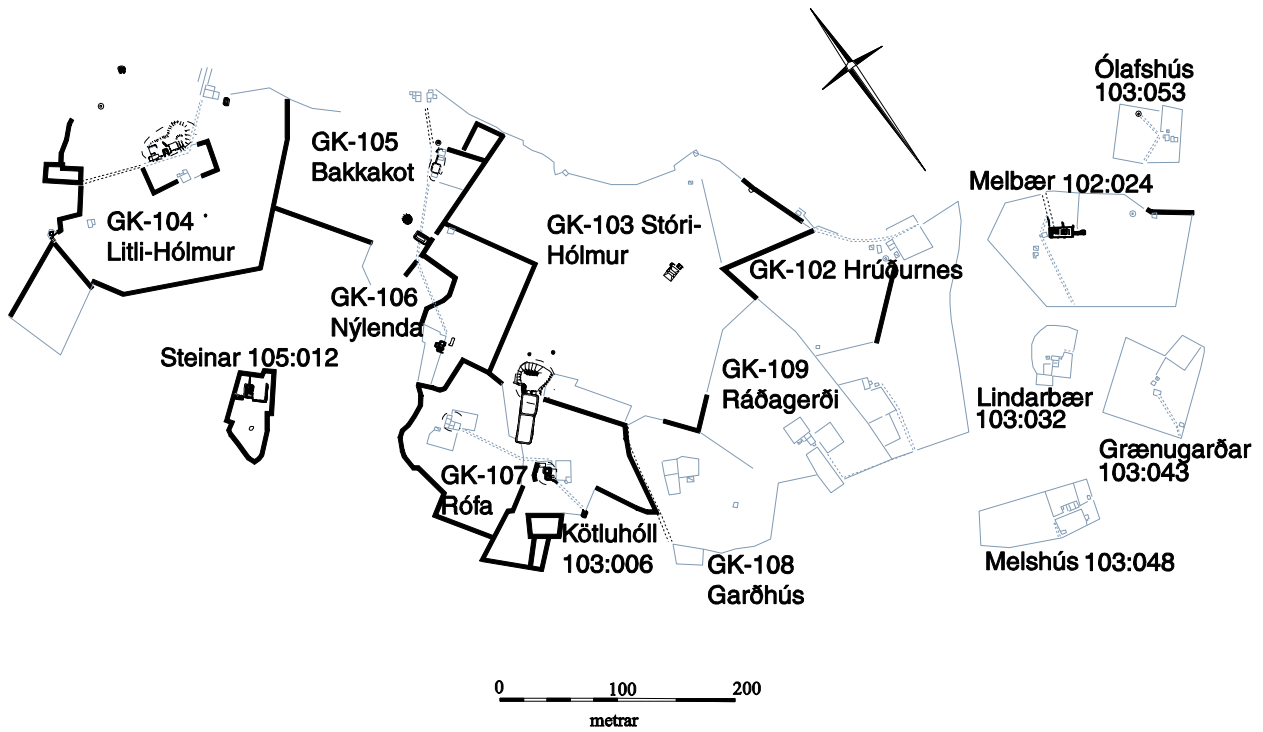 Ólafshús
103:053
GK-105
Bakkakot
Melbær 102:024
GK-104
Litli-Hólmur
GK-103 Stóri-
Hólmur
GK-102 Hrúðurnes
GK-106
Nýlenda
Steinar 105:012
GK-109
Ráðagerði
Lindarbær
103:032
Grænugarðar
103:043
GK-107
Rófa
Kötluhóll
103:006
GK-108
Garðhús
Melshús 103:048
0 100 200
metrar